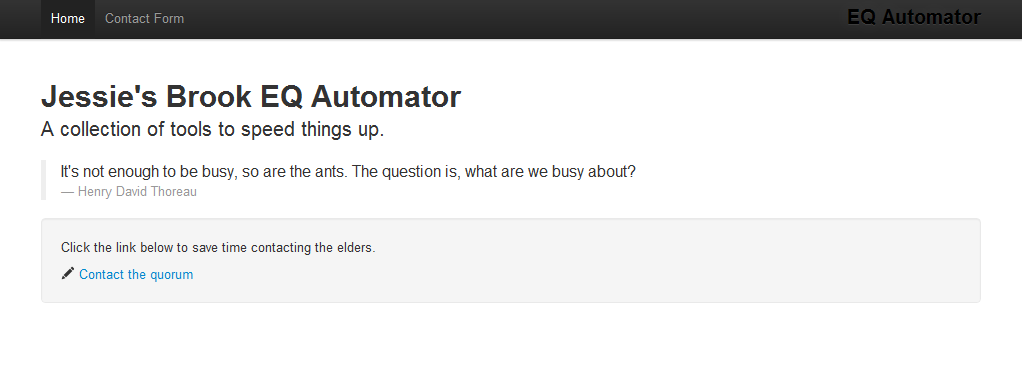 Home Contact Form EQ Automator
Jessie's Brook EQ Automator
A collection of tools to speed things up.
It's not enough to be busy, so are the ants. The question is, what are we busy about?
— Henry David Thoreau
Click the link below to save time contacting the elders.
Contact the quorum